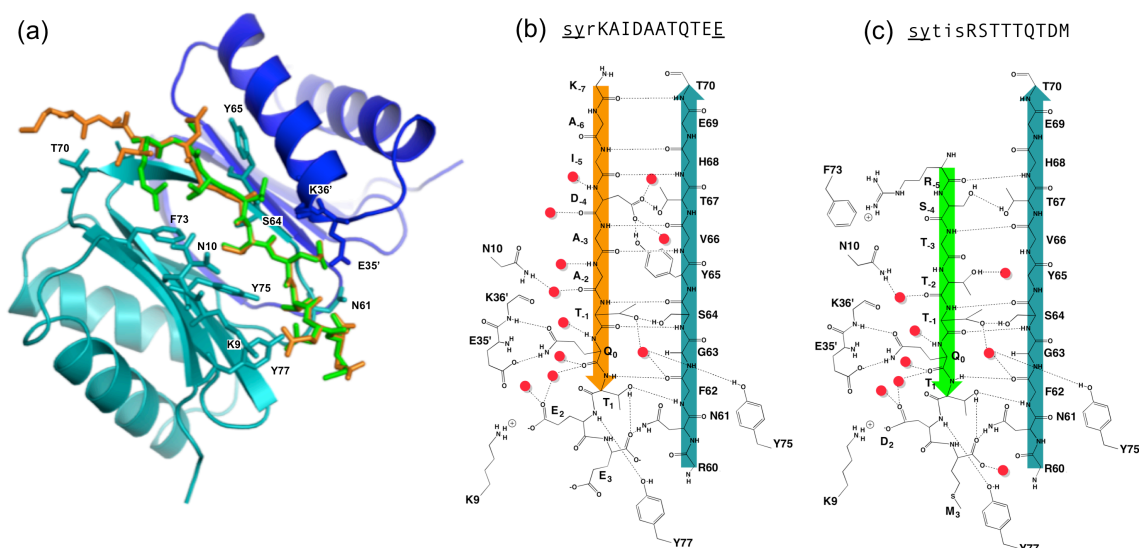 (a)
Y65
T70
K36'
F73
S64
N10
E35'
Y75
N61
K9
Y77
(b) syrKAIDAATQTEE
K-7
A-6
I-5
D-4
A-3
A-2
T-1
Q0
T1
E2
E3
N10
K36'
E35'
K9
T70
E69
H68
T67
V66
Y65
S64
G63
F62
N61
R60
Y75
Y77
(c) sytisRSTTTQTDM
F73
R-5
S-4
T-3
T-2
T-1
Q0
T1
D2
M3
N10
K36'
E35'
K9
T70
E69
H68
T67
V66
Y65
S64
G63
F62
N61
R60
Y75
Y77